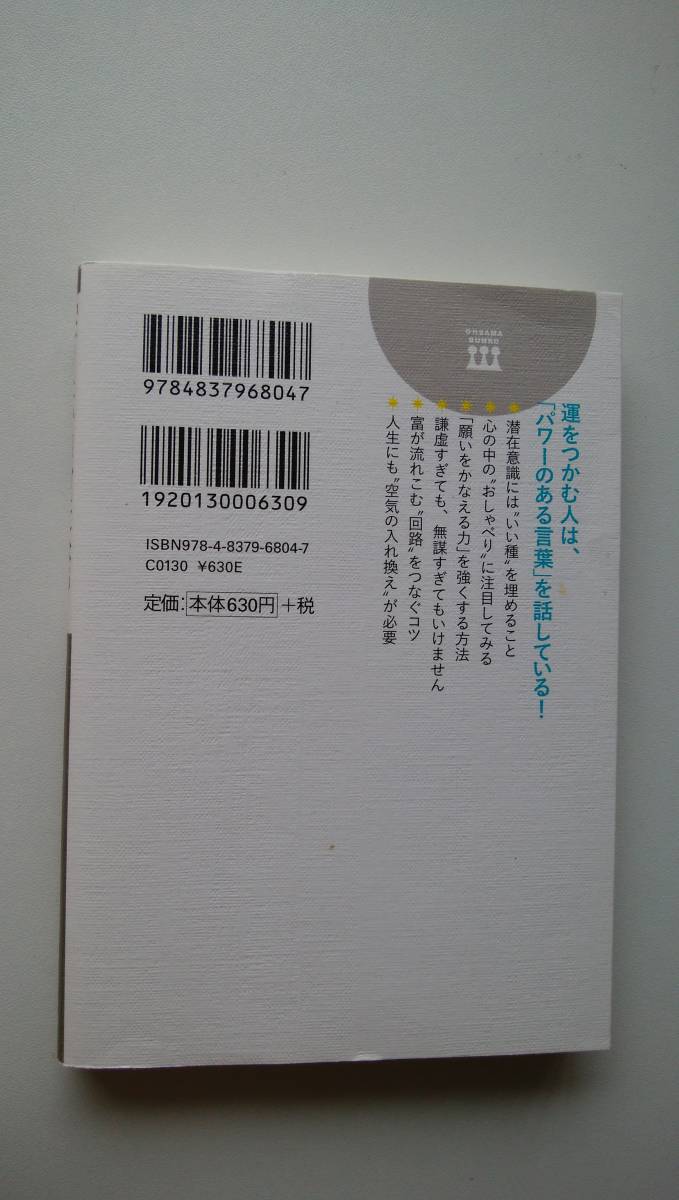 OHSAMA
BUNKO
運をつかむ人は、
「パワーのある言葉」を話している!
潜在意識には〝いい種〟を埋めること
心の中の〝おしゃべり〟に注目してみる
「願いをかなえる力」を強くする方法
謙虚すぎても、無謀すぎてもいけません
富が流れこむ〝回路〟をつなぐコツ
人生にも〝空気の入れ換え〟が必要
9784837968047
1920130006309
ISBN978-4-8379-6804-7
C0130 ¥630E
定価:本体630円+税